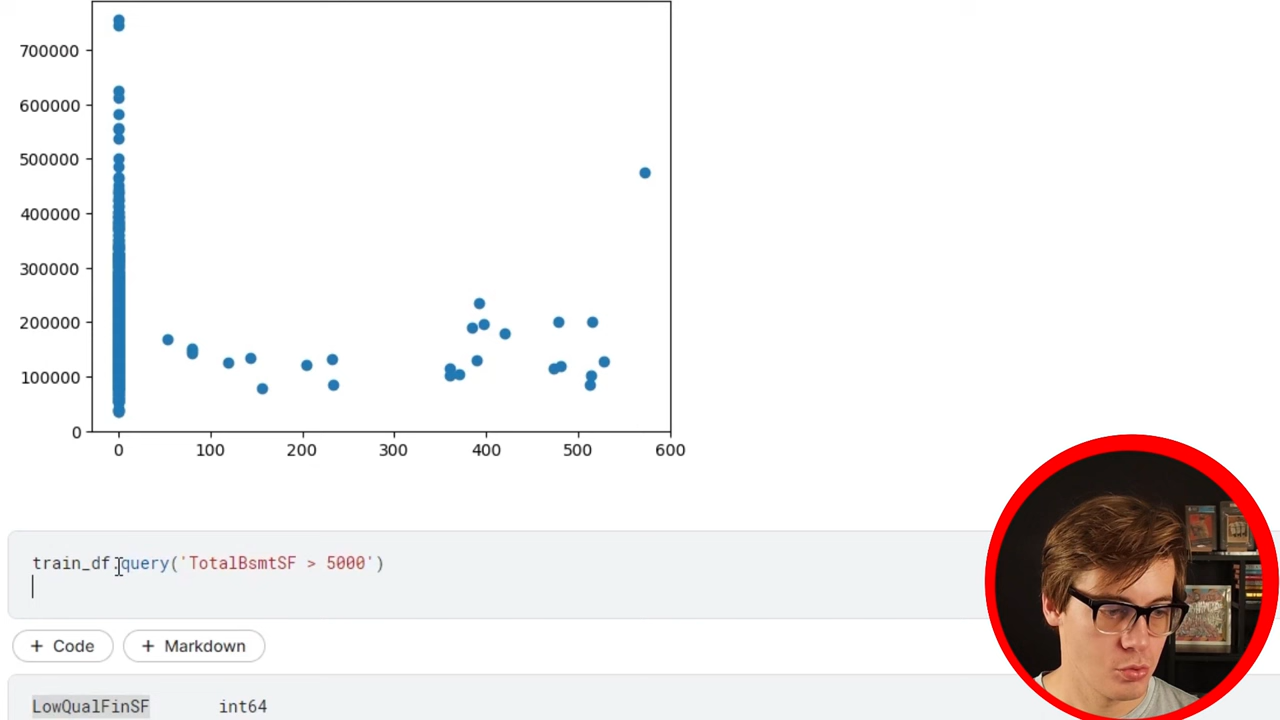 700000
600000
500000
400000
300000
200000
100000
0
0 100 200 300 400 500 600
train_df.query('TotalBsmtSF > 5000')
+ Code + Markdown
LowQualFinSF int64